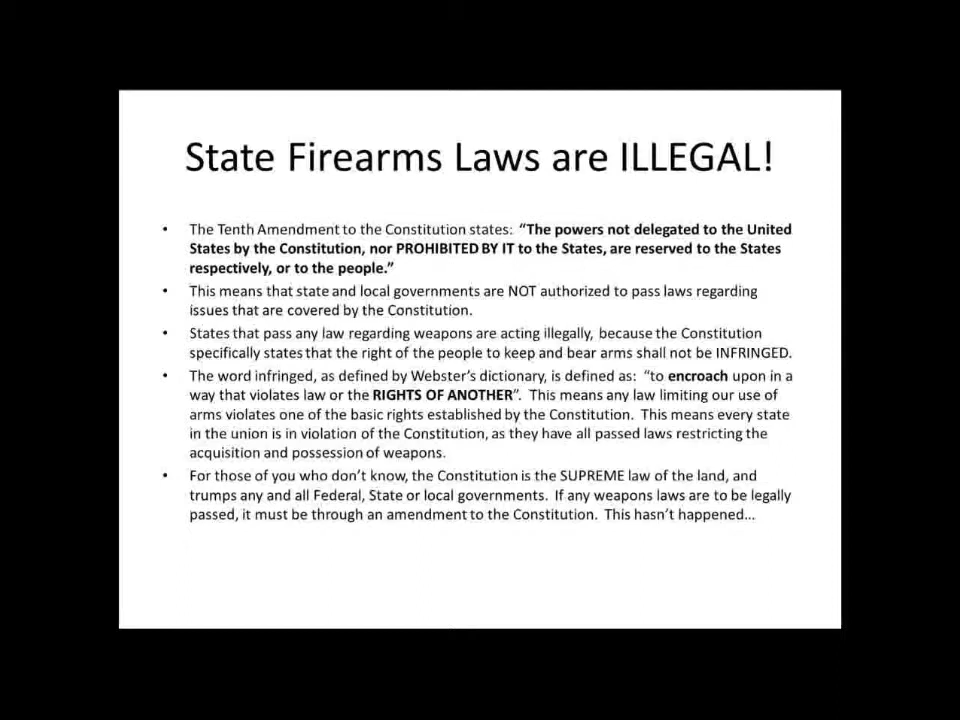 State Firearms Laws are ILLEGAL!
• The Tenth Amendment to the Constitution states: “The powers not delegated to the United
States by the Constitution, nor PROHIBITED BY IT to the States, are reserved to the States
respectively, or to the people.”
• This means that state and local governments are NOT authorized to pass laws regarding
issues that are covered by the Constitution.
• States that pass any law regarding weapons are acting illegally, because the Constitution
specifically states that the right of the people to keep and bear arms shall not be INFRINGED.
• The word infringed, as defined by Webster’s dictionary, is defined as: “to encroach upon in a
way that violates law or the RIGHTS OF ANOTHER”. This means any law limiting our use of
arms violates one of the basic rights established by the Constitution. This means every state
in the union is in violation of the Constitution, as they have all passed laws restricting the
acquisition and possession of weapons.
• For those of you who don’t know, the Constitution is the SUPREME law of the land, and
trumps any and all Federal, State or local governments. If any weapons laws are to be legally
passed, it must be through an amendment to the Constitution. This hasn’t happened…